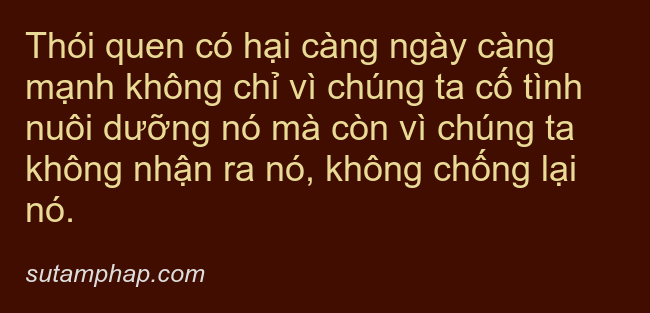 Thói quen có hại càng ngày càng
mạnh không chỉ vì chúng ta cố tình
nuôi dưỡng nó mà còn vì chúng ta
không nhận ra nó, không chống lại
nó.
sutamphap.com